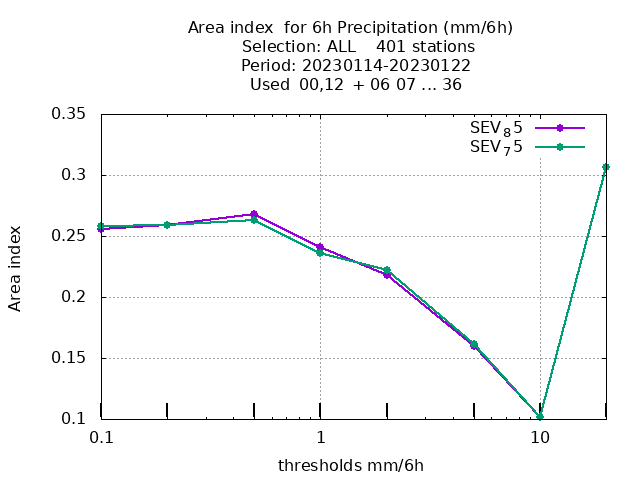 Area index  for 6h Precipitation (mm/6h)
Selection: ALL    401 stations
Period: 20230114-20230122
Used  00,12  + 06 07 ... 36
SEV₈5
SEV₇5
0.35
0.3
0.25
0.2
0.15
0.1
Area index
0.1 1 10
thresholds mm/6h